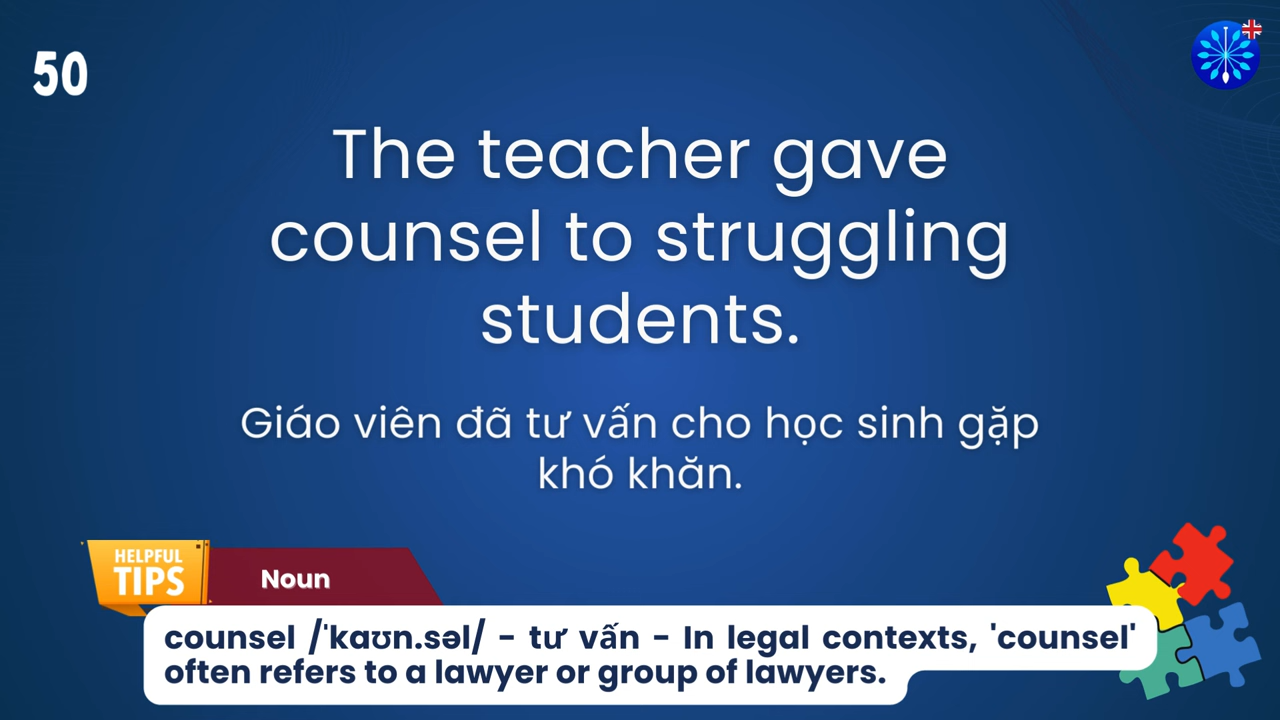 50
The teacher gave
counsel to struggling
students.
Giáo viên đã tư vấn cho học sinh gặp
khó khăn.
HELPFUL
TIPS
Noun
counsel /ˈkaʊn.səl/ - tư vấn - In legal contexts, 'counsel'
often refers to a lawyer or group of lawyers.